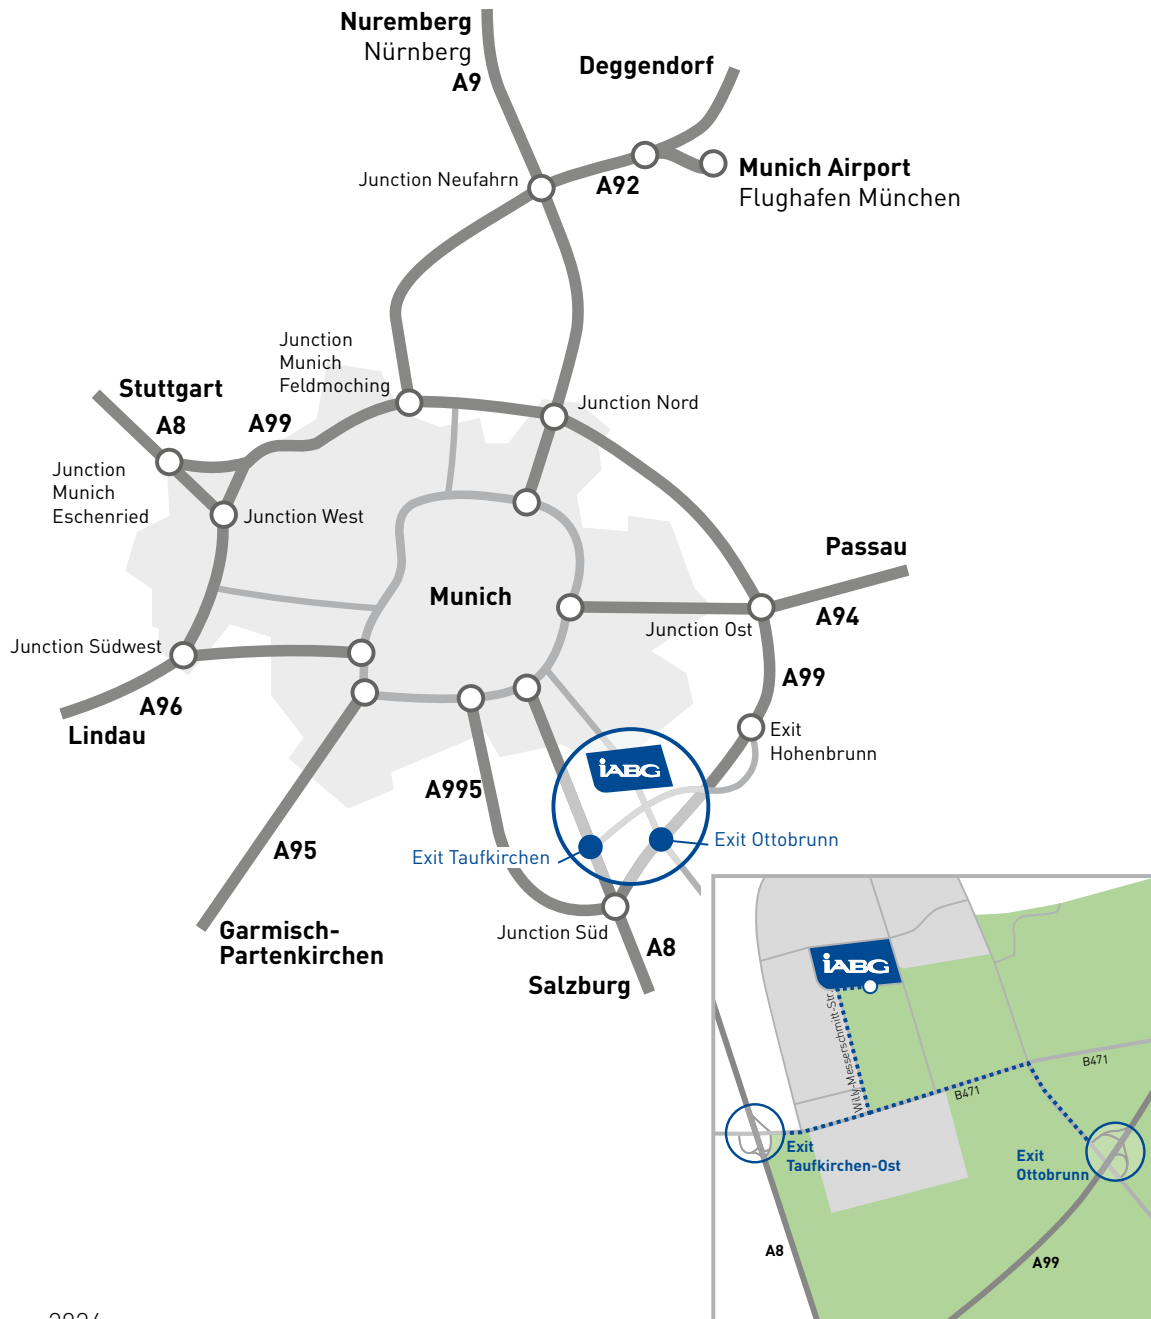 Nuremberg
Nürnberg
A9
Deggendorf
Munich Airport
Flughafen München
Junction Neufahrn
A92
Junction
Munich
Feldmoching
Stuttgart
A8
A99
Junction Nord
Junction
Munich
Eschenried
Junction West
Passau
Munich
A94
Junction Ost
Junction Südwest
A99
A96
Lindau
Exit
Hohenbrunn
iABG
A995
Exit Ottobrunn
A95
Exit Taufkirchen
Garmisch-
Partenkirchen
Junction Süd
A8
Salzburg
iABG
Willy-Messerschmitt-Str.
B471
B471
Exit
Taufkirchen-Ost
Exit
Ottobrunn
A8
A99